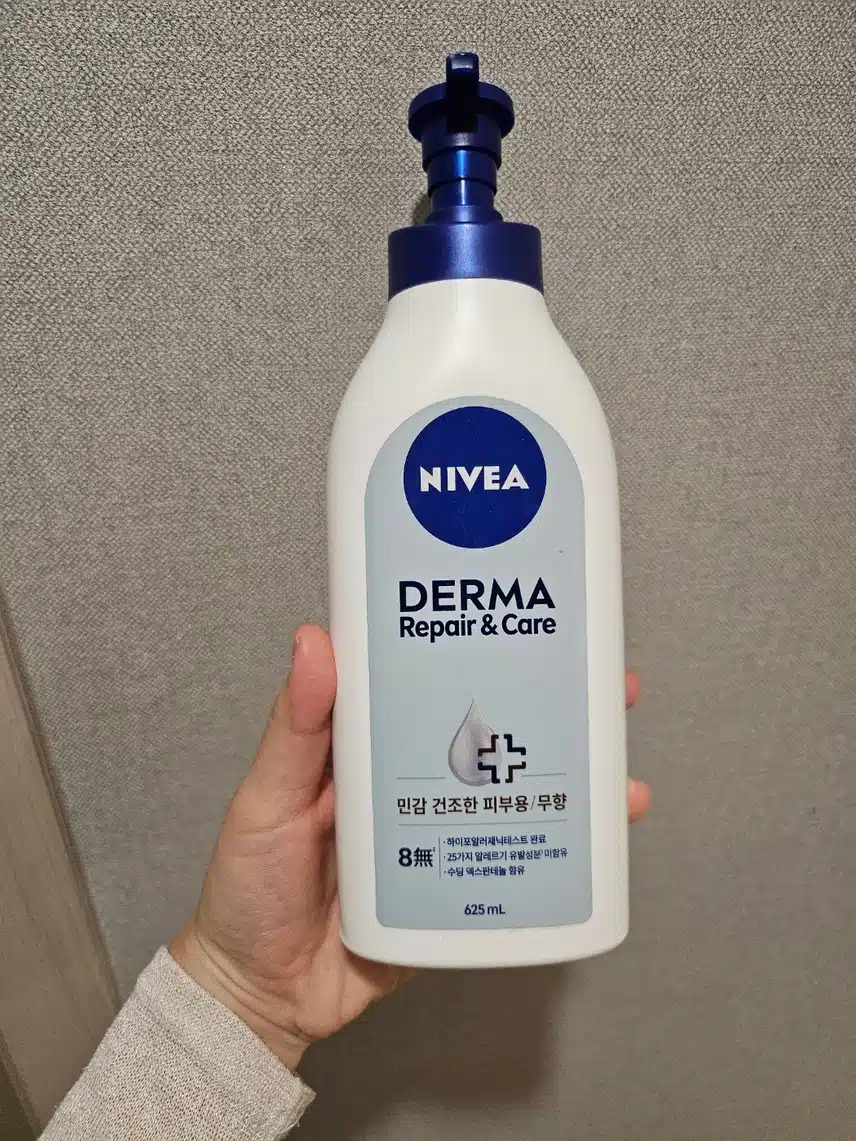 NIVEA
DERMA
Repair & Care
민감 건조한 피부용/무향
8無²
·하이포알러제닉테스트 완료
·25가지 알레르기 유발성분¹ 미함유
·수딩 덱스판테놀 함유
625 mL